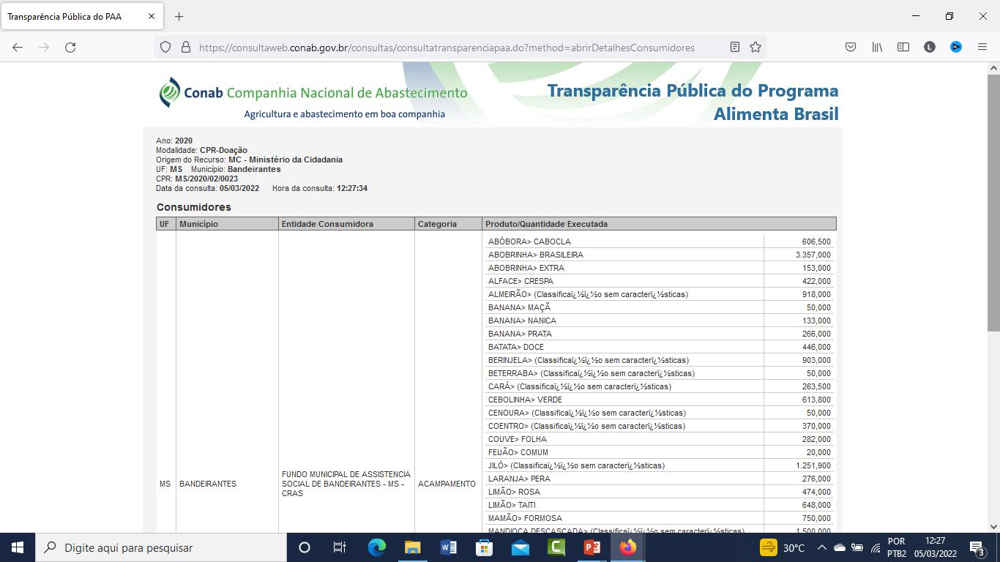 Transparência Pública do PAA
https://consultaweb.conab.gov.br/consultas/consultatransparenciapaa.do?method=abrirDetalhesConsumidores
Conab Companhia Nacional de Abastecimento
Agricultura e abastecimento em boa companhia
Transparência Pública do Programa
Alimenta Brasil
Ano: 2020
Modalidade: CPR-Doação
Origem do Recurso: MC - Ministério da Cidadania
UF: MS Município: Bandeirantes
CPR: MS/2020/02/0023
Data da consulta: 05/03/2022 Hora da consulta: 12:27:34
Consumidores
UF Município Entidade Consumidora Categoria Produto/Quantidade Executada
ABÓBORA> CABOCLA 606,500
ABOBRINHA> BRASILEIRA 3.357,000
ABOBRINHA> EXTRA 153,000
ALFACE> CRESPA 422,000
ALMEIRÃO> (Classificaï¿½ï¿½o sem caracterï¿½sticas) 918,000
BANANA> MAÇÃ 50,000
BANANA> NANICA 133,000
BANANA> PRATA 266,000
BATATA> DOCE 446,000
BERINJELA> (Classificaï¿½ï¿½o sem caracterï¿½sticas) 903,000
BETERRABA> (Classificaï¿½ï¿½o sem caracterï¿½sticas) 50,000
CARÁ> (Classificaï¿½ï¿½o sem caracterï¿½sticas) 263,500
CEBOLINHA> VERDE 613,800
CENOURA> (Classificaï¿½ï¿½o sem caracterï¿½sticas) 50,000
COENTRO> (Classificaï¿½ï¿½o sem caracterï¿½sticas) 370,000
COUVE> FOLHA 282,000
FEIJÃO> COMUM 20,000
JILÓ> (Classificaï¿½ï¿½o sem caracterï¿½sticas) 1.251,900
LARANJA> PERA 276,000
LIMÃO> ROSA 474,000
LIMÃO> TAITI 648,000
MAMÃO> FORMOSA 750,000
MANDIOCA DESCASCADA> (Classificaï¿½ï¿½o sem caracterï¿½sticas) 1.500,000
MS BANDEIRANTES
FUNDO MUNICIPAL DE ASSISTENCIA
SOCIAL DE BANDEIRANTES - MS -
CRAS
ACAMPAMENTO
Digite aqui para pesquisar
30°C
POR
PTB2
12:27
05/03/2022
3